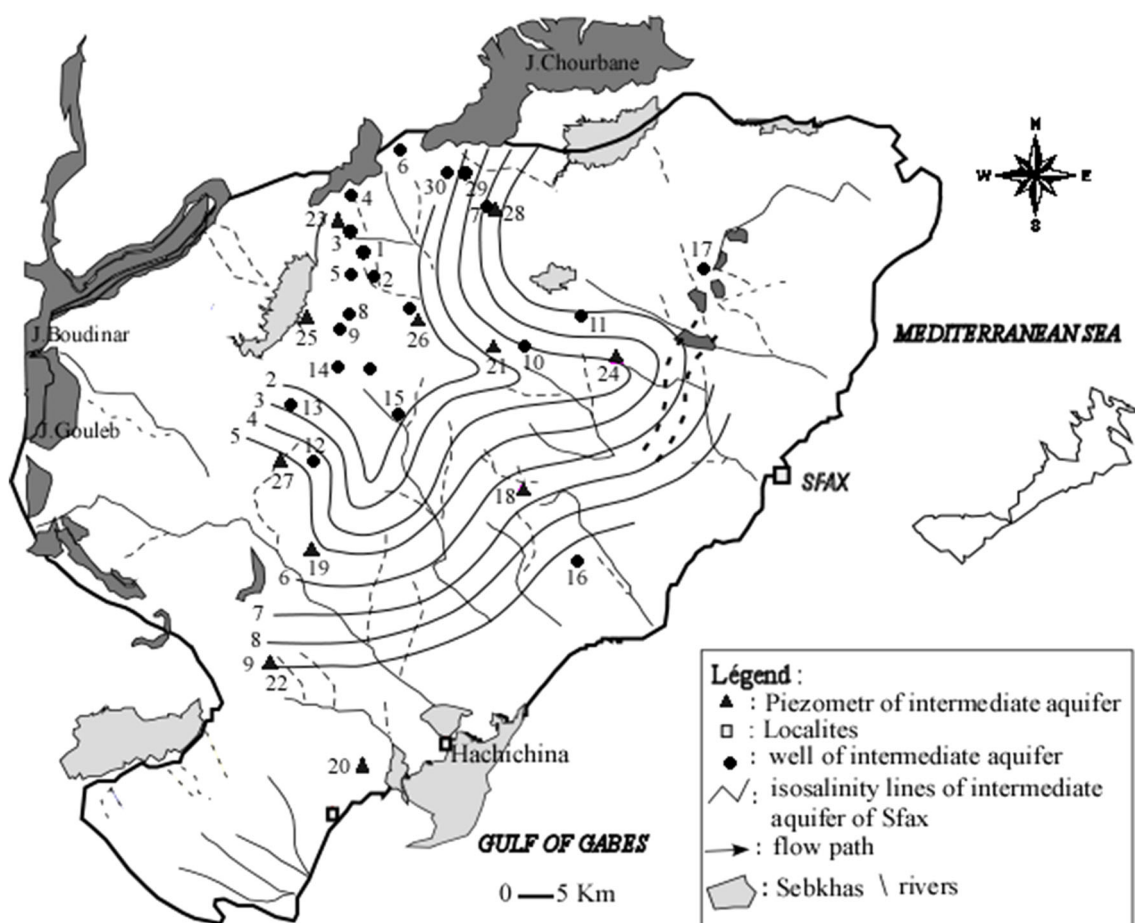 J.Chourbane
N
W E
S
6
30
29
4
7
28
23
3
1
17
5
2
8
11
25
9
26
MEDITERRANEAN SEA
J.Boudinar
21
10
24
14
2
3
13
15
4
J.Gouleb
5
12
27
18
SFAX
19
16
6
7
8
9
22
Hachichina
20
GULF OF GABES
0 5 Km
Légend :
: Piezometr of intermediate aquifer
: Localites
: well of intermediate aquifer
: isosalinity lines of intermediate
aquifer of Sfax
: flow path
: Sebkhas \ rivers